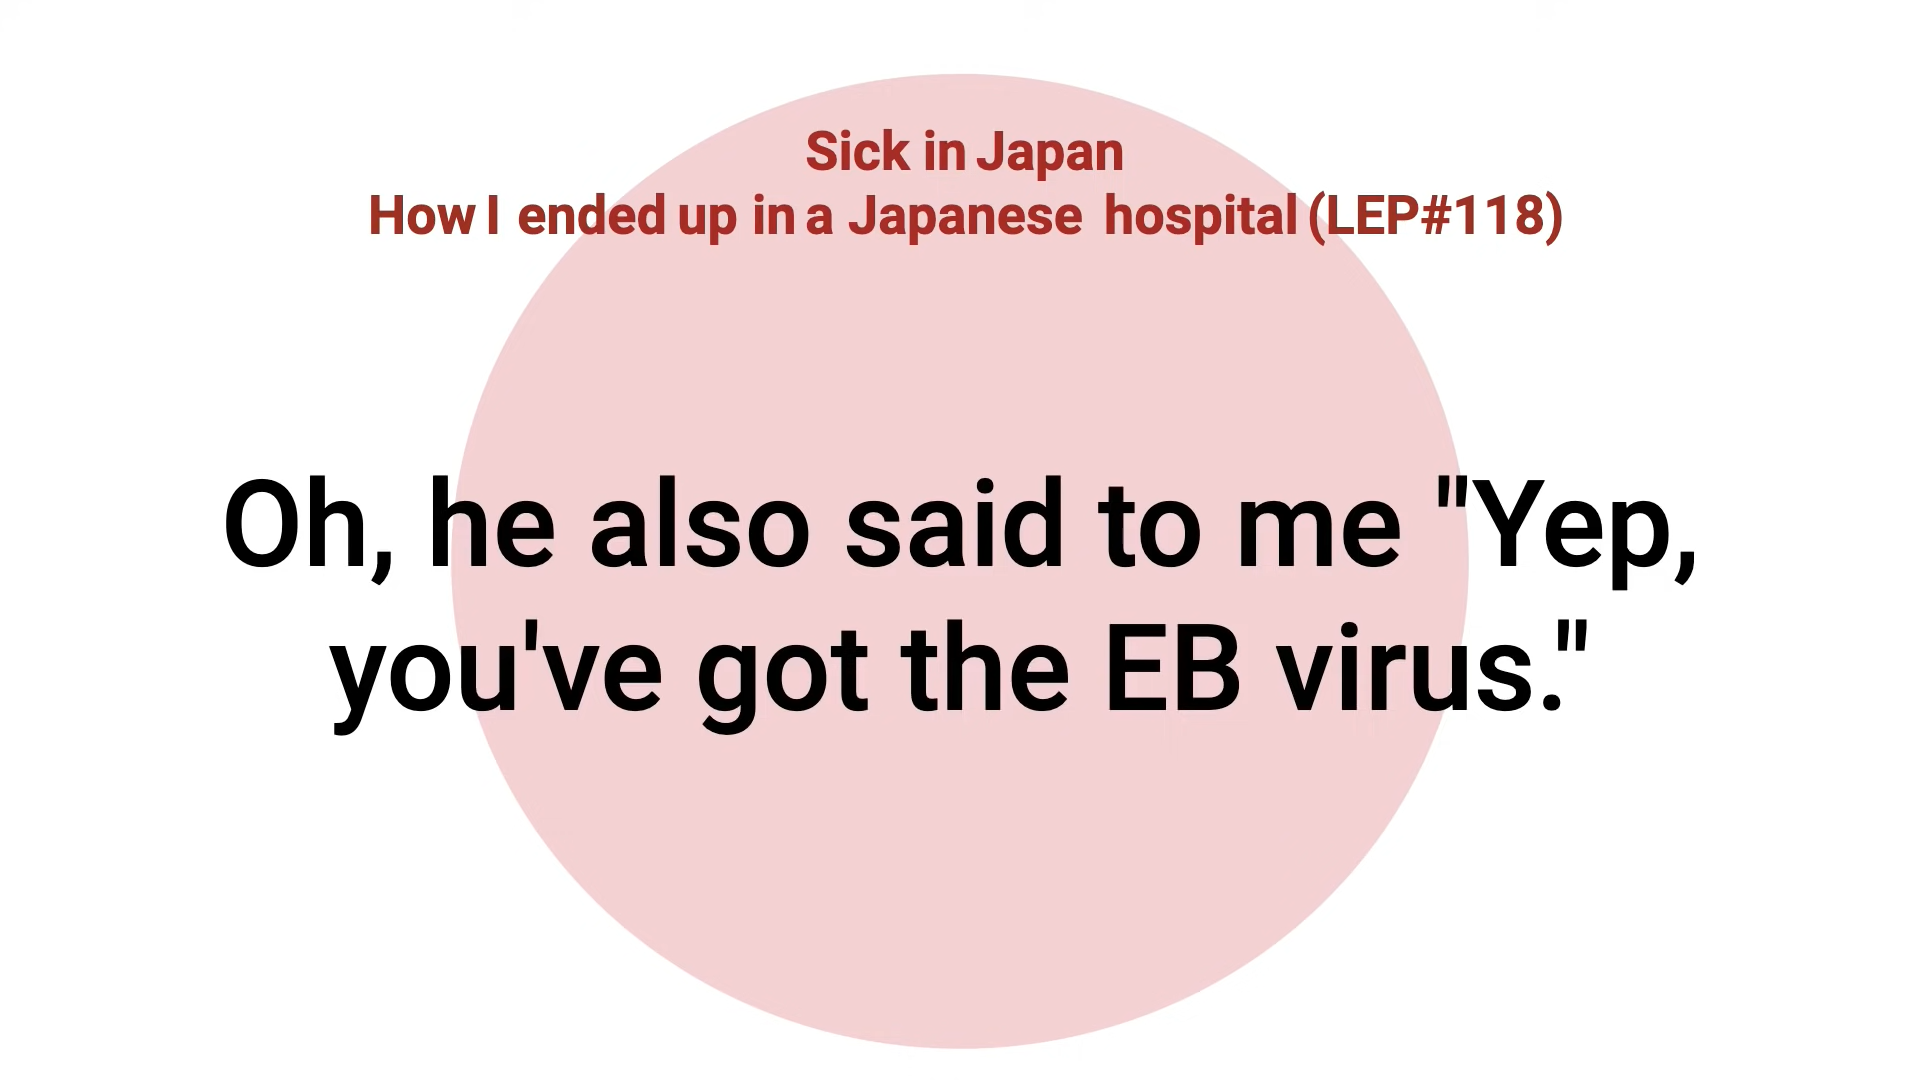 Sick in Japan
How I ended up in a Japanese hospital (LEP#118)
Oh, he also said to me "Yep,
you've got the EB virus."